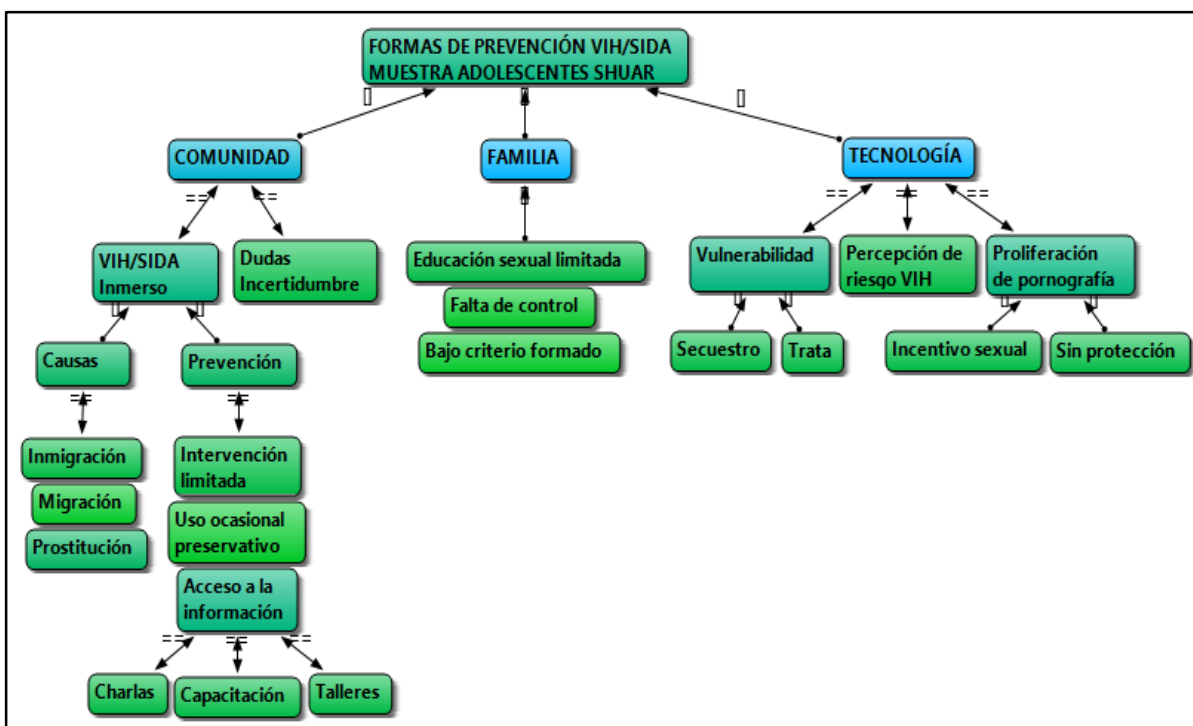 FORMAS DE PREVENCIÓN VIH/SIDA
MUESTRA ADOLESCENTES SHUAR
COMUNIDAD
FAMILIA
TECNOLOGÍA
==
==
==
==
==
VIH/SIDA
Inmerso
Dudas
Incertidumbre
Educación sexual limitada
Falta de control
Bajo criterio formado
Vulnerabilidad
Percepción de
riesgo VIH
Proliferación
de pornografía
Causas
Prevención
Secuestro
Trata
Incentivo sexual
Sin protección
==
==
Inmigración
Migración
Prostitución
Intervención
limitada
Uso ocasional
preservativo
Acceso a la
información
==
==
==
Charlas
Capacitación
Talleres